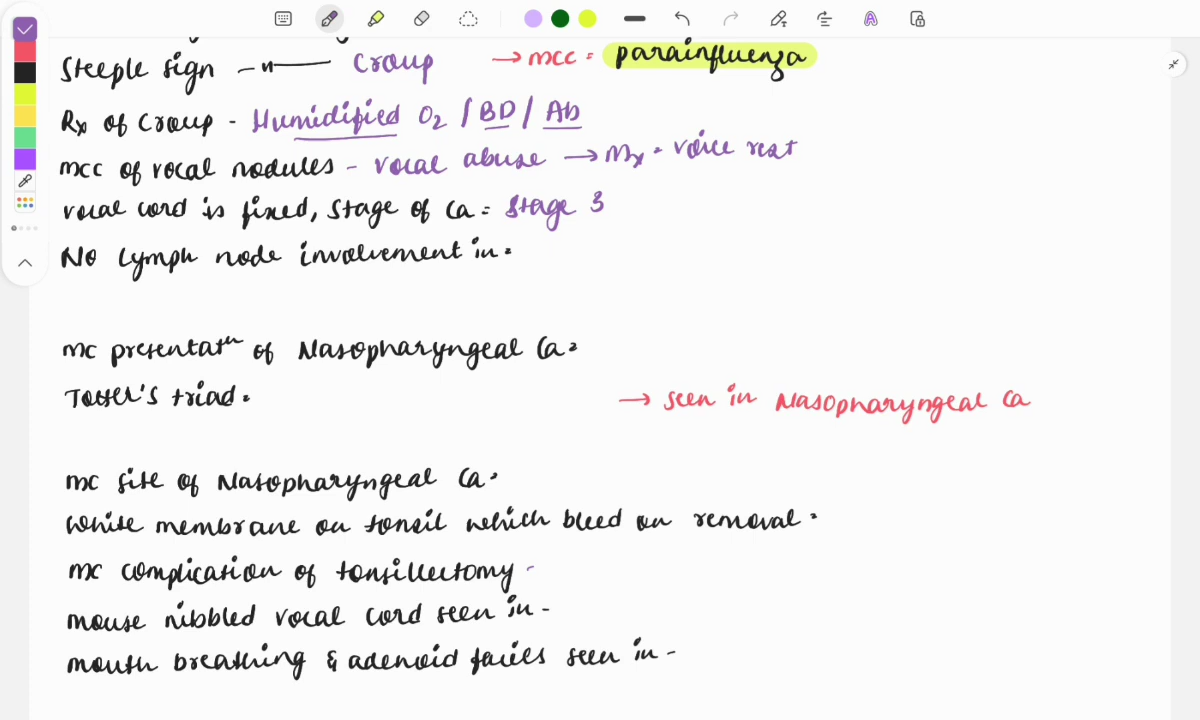 Steeple sign - n —— Croup → mcc = parainfluenza
Rx of Croup - Humidified O2 / BD / Ab
mcc of vocal nodules - vocal abuse → Mx = voice rest
vocal cord is fixed, stage of Ca = Stage 3
No lymph node involvement in =
mc presentatn of Nasopharyngeal Ca =
Totter's triad = → seen in Nasopharyngeal Ca
mc site of Nasopharyngeal Ca =
white membrane on tonsil which bleed on removal =
mc complication of tonsillectomy -
mouse nibbled vocal cord seen in -
mouth breathing & adenoid facies seen in -